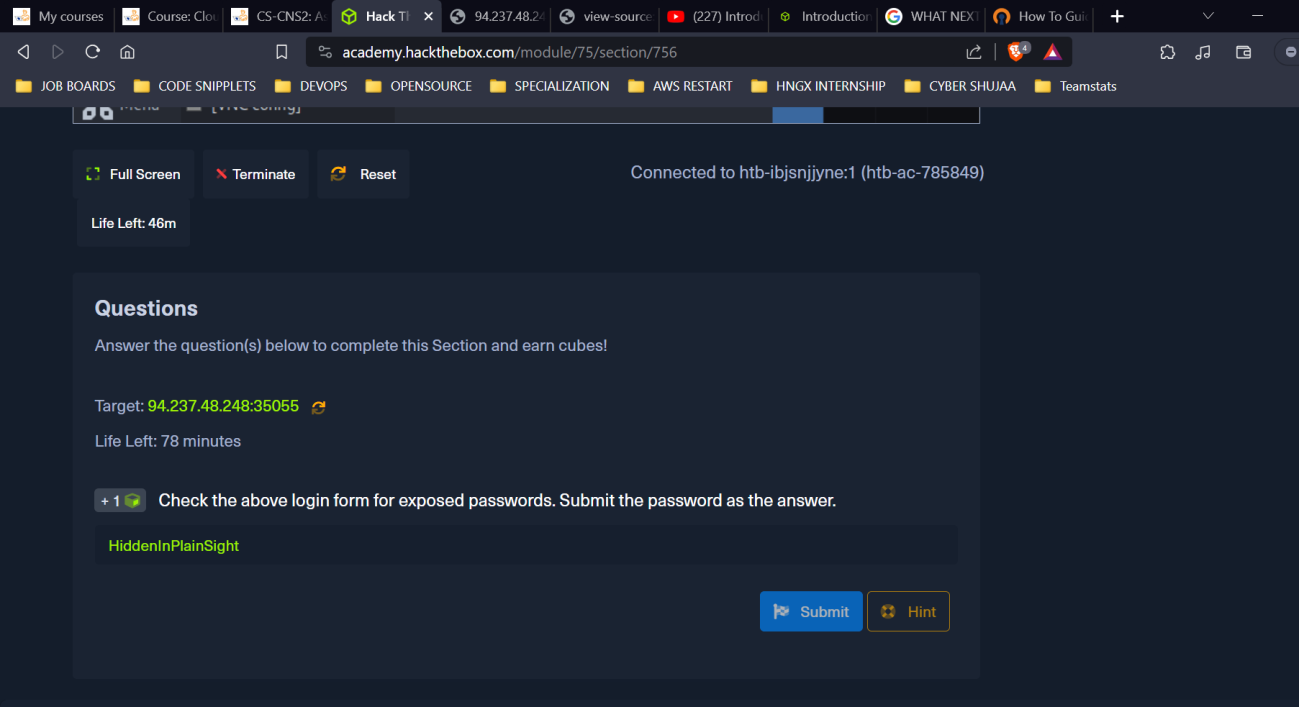 My courses Course: Clou CS-CNS2: As Hack Th 94.237.48.24 view-source (227) Introd Introduction WHAT NEXT How To Gui
academy.hackthebox.com/module/75/section/756 4
JOB BOARDS CODE SNIPPLETS DEVOPS OPENSOURCE SPECIALIZATION AWS RESTART HNGX INTERNSHIP CYBER SHUJAA Teamstats
Menu [VNC config]
Full Screen Terminate Reset Connected to htb-ibjsnjjyne:1 (htb-ac-785849)
Life Left: 46m
Questions
Answer the question(s) below to complete this Section and earn cubes!
Target: 94.237.48.248:35055
Life Left: 78 minutes
+ 1 Check the above login form for exposed passwords. Submit the password as the answer.
HiddenInPlainSight
Submit Hint